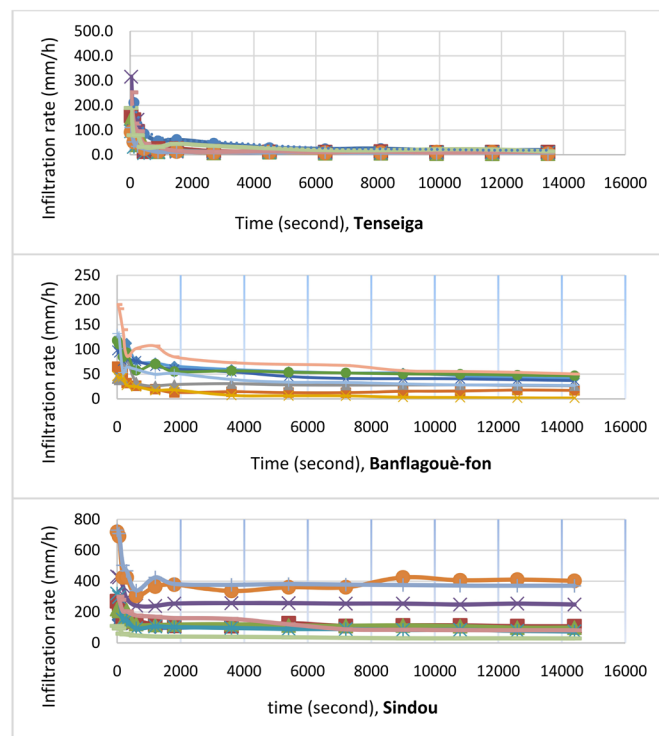 Infiltration rate (mm/h)
500.0
400.0
300.0
200.0
100.0
0.0
0 2000 4000 6000 8000 10000 12000 14000 16000
Time (second), Tenseiga
Infiltration rate (mm/h)
250
200
150
100
50
0
0 2000 4000 6000 8000 10000 12000 14000 16000
Time (second), Banflagouè-fon
Infiltration rate (mm/h)
800
600
400
200
0
0 2000 4000 6000 8000 10000 12000 14000 16000
time (second), Sindou